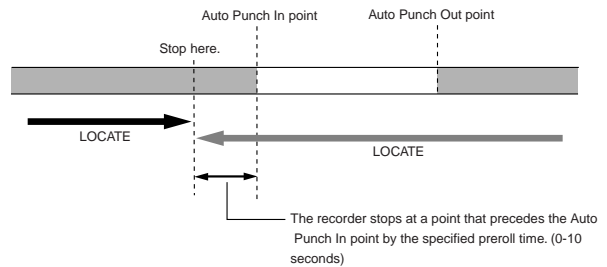 Auto Punch In point
Auto Punch Out point
Stop here.
LOCATE
LOCATE
The recorder stops at a point that precedes the Auto
Punch In point by the specified preroll time. (0-10
seconds)